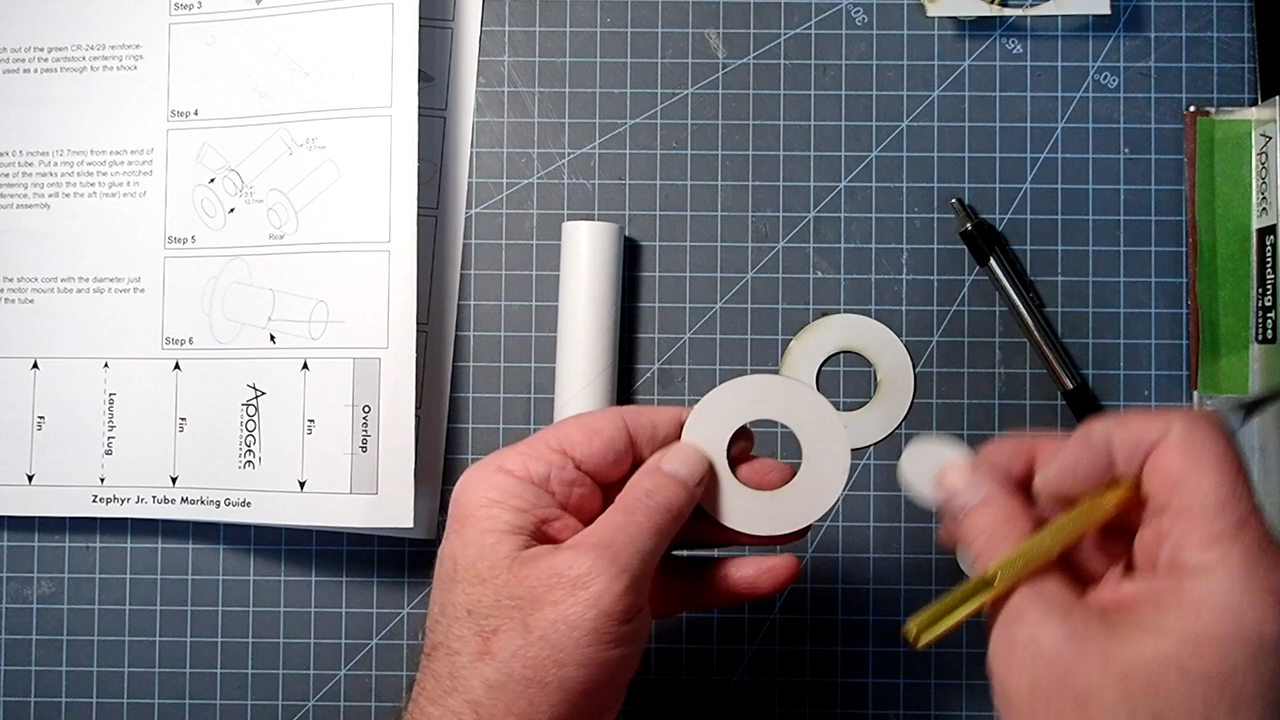 Step 3
ch out of the green CR-24/29 reinforce-
nd one of the cardstock centering rings.
used as a pass through for the shock
Step 4
ark 0.5 inches (12.7mm) from each end of
ount tube. Put a ring of wood glue around
one of the marks and slide the un-notched
entering ring onto the tube to glue it in
ference, this will be the aft (rear) end of
ount assembly.
0.5"
12.7mm
0.5"
12.7mm
Rear
Step 5
the shock cord with the diameter just
e motor mount tube and slip it over the
f the tube.
Step 6
Fin
Launch Lug
Fin
APOGEE
COMPONENTS
Fin
Overlap
Zephyr Jr. Tube Marking Guide
30°
45°
60°
APOGEE
COMPONENTS
Sanding Tee